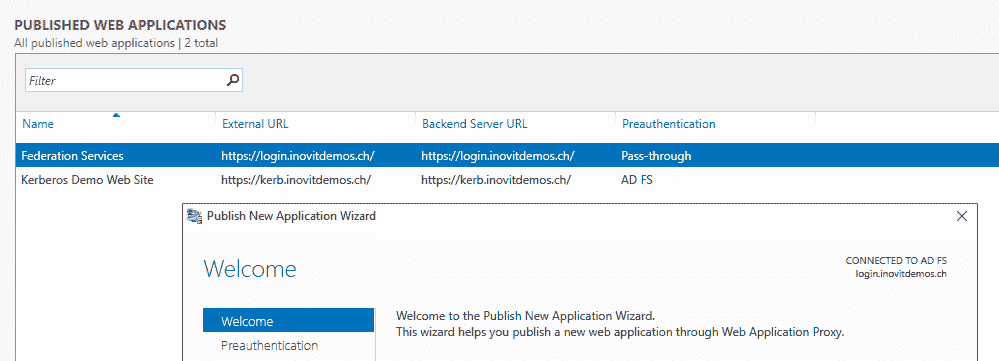 PUBLISHED WEB APPLICATIONS
All published web applications | 2 total
Filter
Name External URL Backend Server URL Preauthentication
Federation Services https://login.inovitdemos.ch/ https://login.inovitdemos.ch/ Pass-through
Kerberos Demo Web Site https://kerb.inovitdemos.ch/ https://kerb.inovitdemos.ch/ AD FS
Publish New Application Wizard
Welcome
CONNECTED TO AD FS
login.inovitdemos.ch
Welcome
Preauthentication
Welcome to the Publish New Application Wizard.
This wizard helps you publish a new web application through Web Application Proxy.